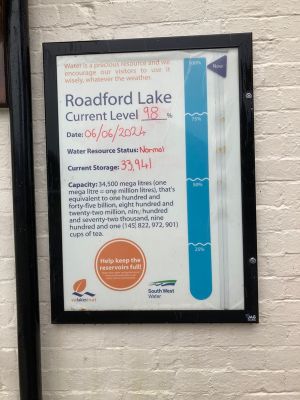 Water is a precious resource and we
encourage our visitors to use it
wisely, whatever the weather.
Roadford Lake
Current Level 98 %
Date: 06/06/2024
Water Resource Status: Normal
Current Storage: 33,941
Capacity: 34,500 mega litres (one
mega litre = one million litres), that's
equivalent to one hundred and
forty-five billion, eight hundred and
twenty-two million, nine hundred
and seventy-two thousand, nine
hundred and one (145, 822, 972, 901)
cups of tea.
Help keep the
reservoirs full!
swlakestrust
South West
Water
100%
Now
75%
50%
25%
JAG